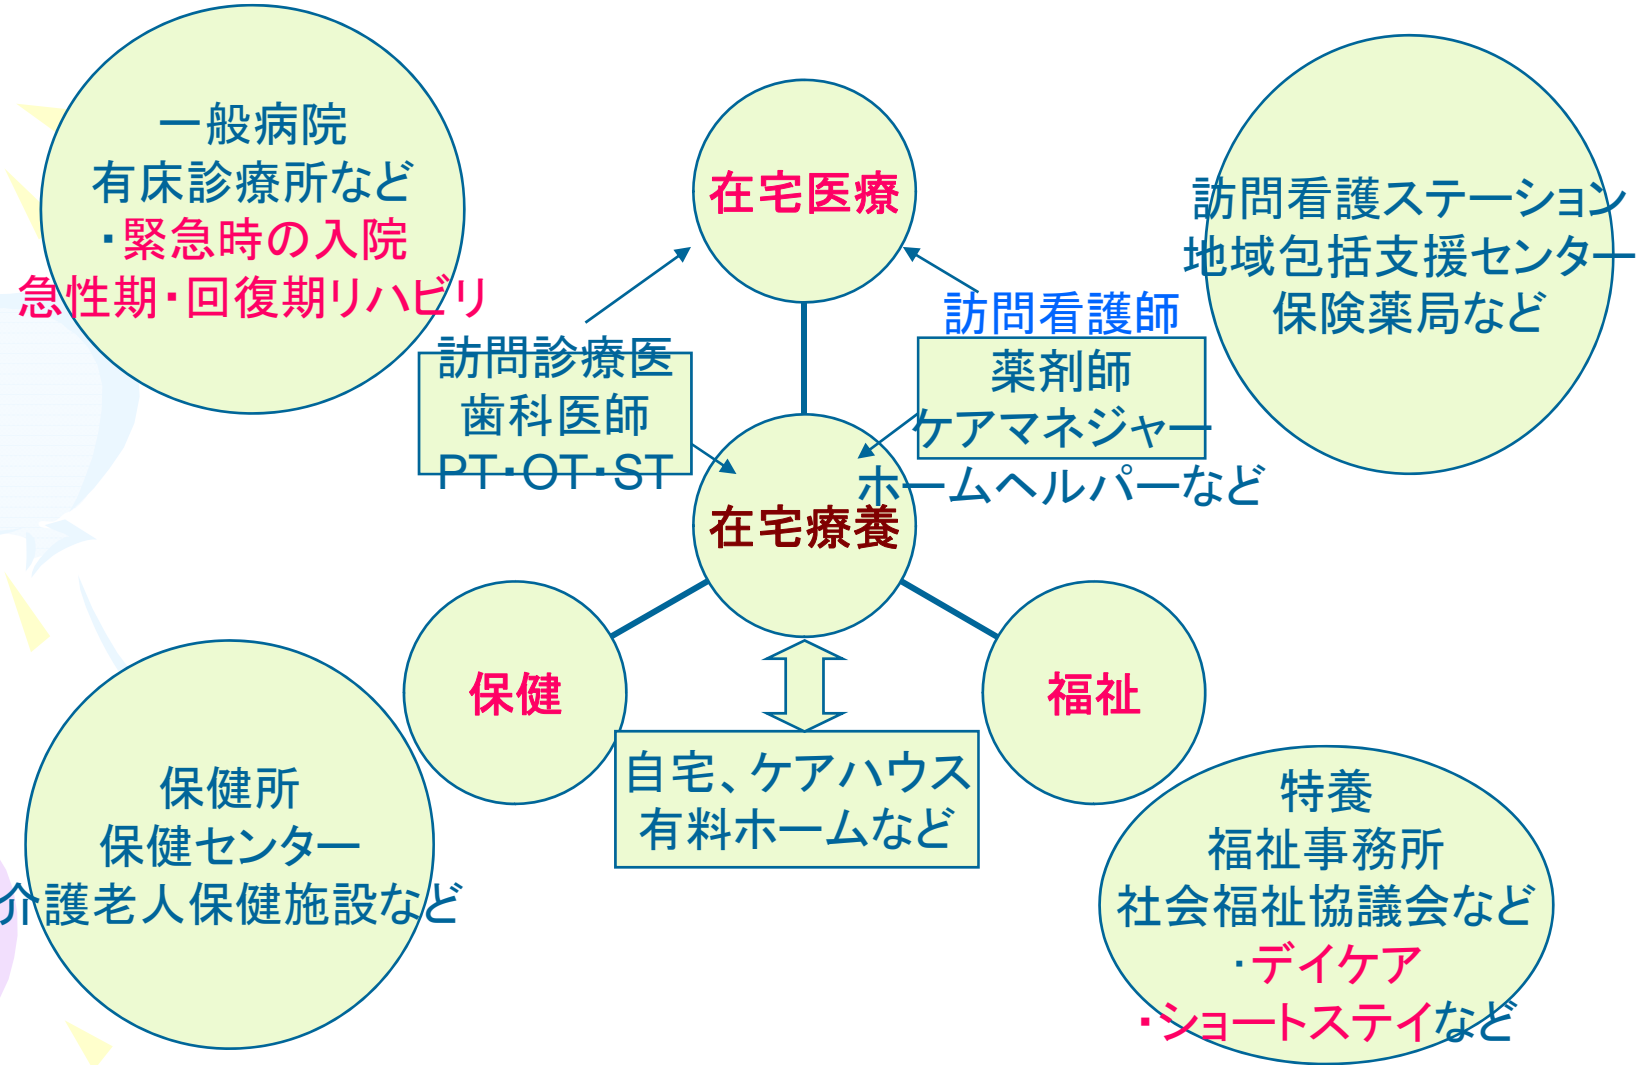 一般病院
有床診療所など
・緊急時の入院
急性期・回復期リハビリ
在宅医療
訪問看護ステーション
地域包括支援センター
保険薬局など
訪問診療医
歯科医師
PT・OT・ST
訪問看護師
薬剤師
ケアマネジャー
ホームヘルパーなど
在宅療養
保健
福祉
自宅、ケアハウス
有料ホームなど
保健所
保健センター
介護老人保健施設など
特養
福祉事務所
社会福祉協議会など
・デイケア
・ショートステイなど